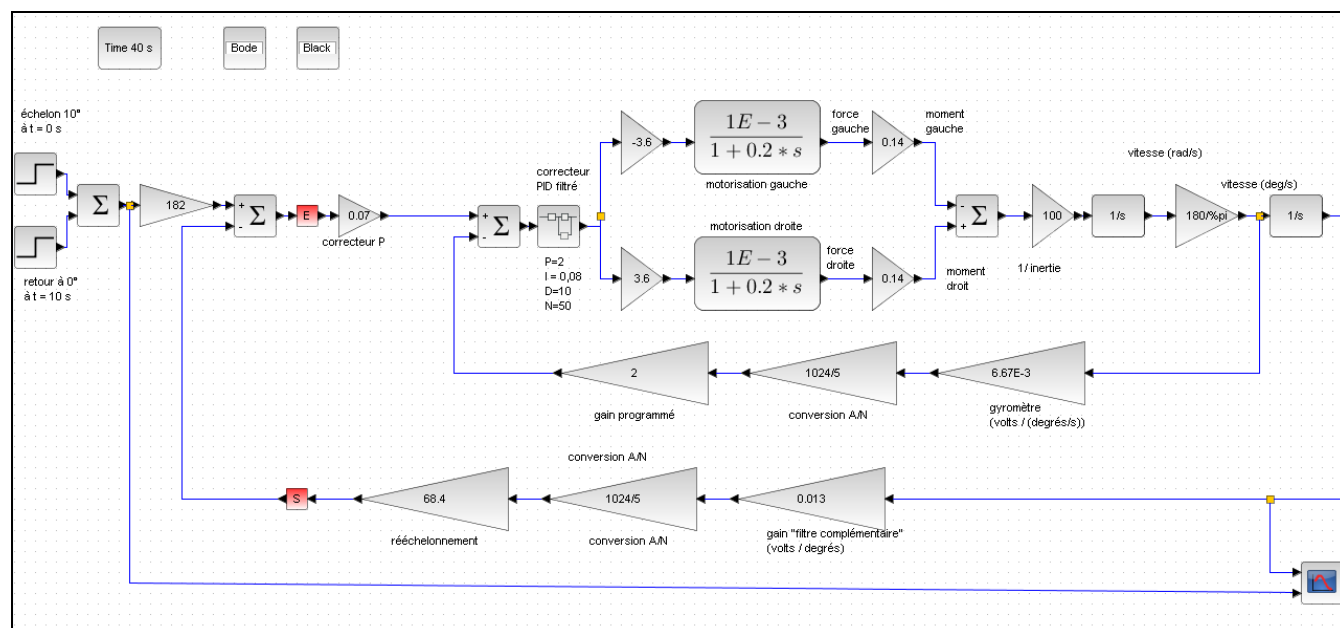 Time 40 s
Bode
Black
échelon 10°
à t = 0 s
Σ
182
retour à 0°
à t = 10 s
+
-
Σ
E
0.07
correcteur P
+
-
Σ
correcteur
PID filtré
P=2
I = 0,08
D=10
N=50
-3.6
1E − 3
1 + 0.2 * s
motorisation gauche
force
gauche
0.14
moment
gauche
3.6
motorisation droite
1E − 3
1 + 0.2 * s
force
droite
0.14
moment
droit
-
+
Σ
100
1/ inertie
1/s
vitesse (rad/s)
180/%pi
vitesse (deg/s)
1/s
2
gain programmé
1024/5
conversion A/N
6.67E-3
gyromètre
(volts / (degrés/s))
conversion A/N
S
68.4
rééchelonnement
1024/5
conversion A/N
0.013
gain "filtre complémentaire"
(volts / degrés)